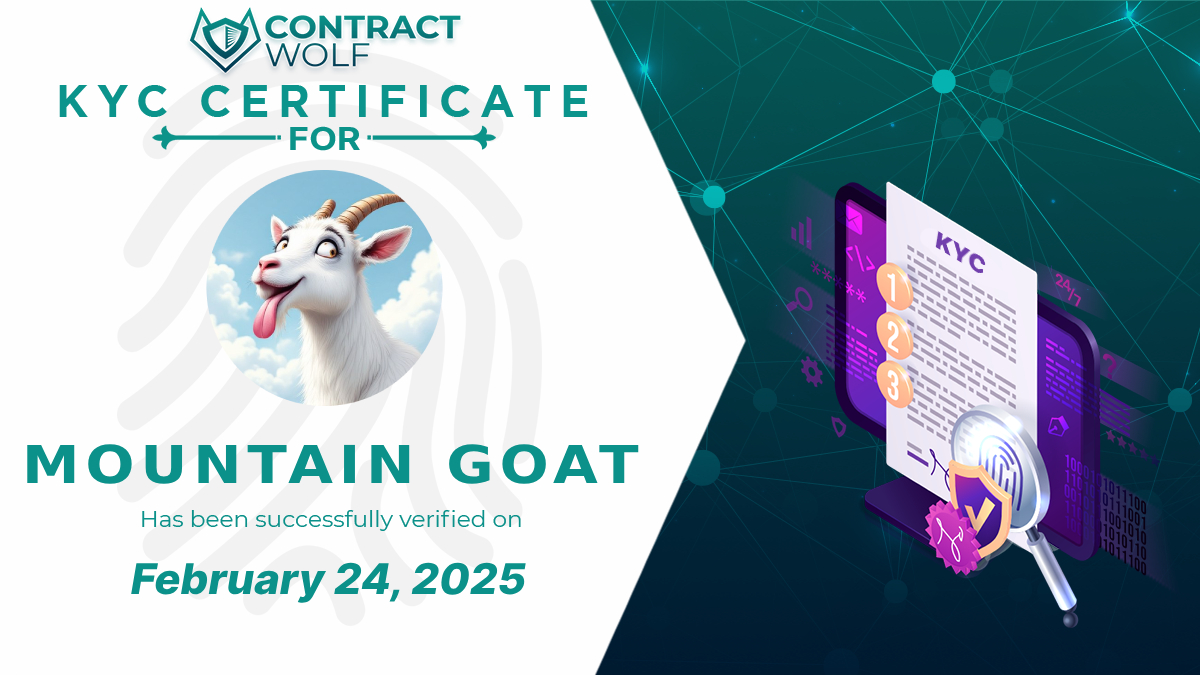 CONTRACT
WOLF
KYC CERTIFICATE
FOR
MOUNTAIN GOAT
Has been successfully verified on
February 24, 2025
KYC
1
2
3
</>
*****
24/7
?